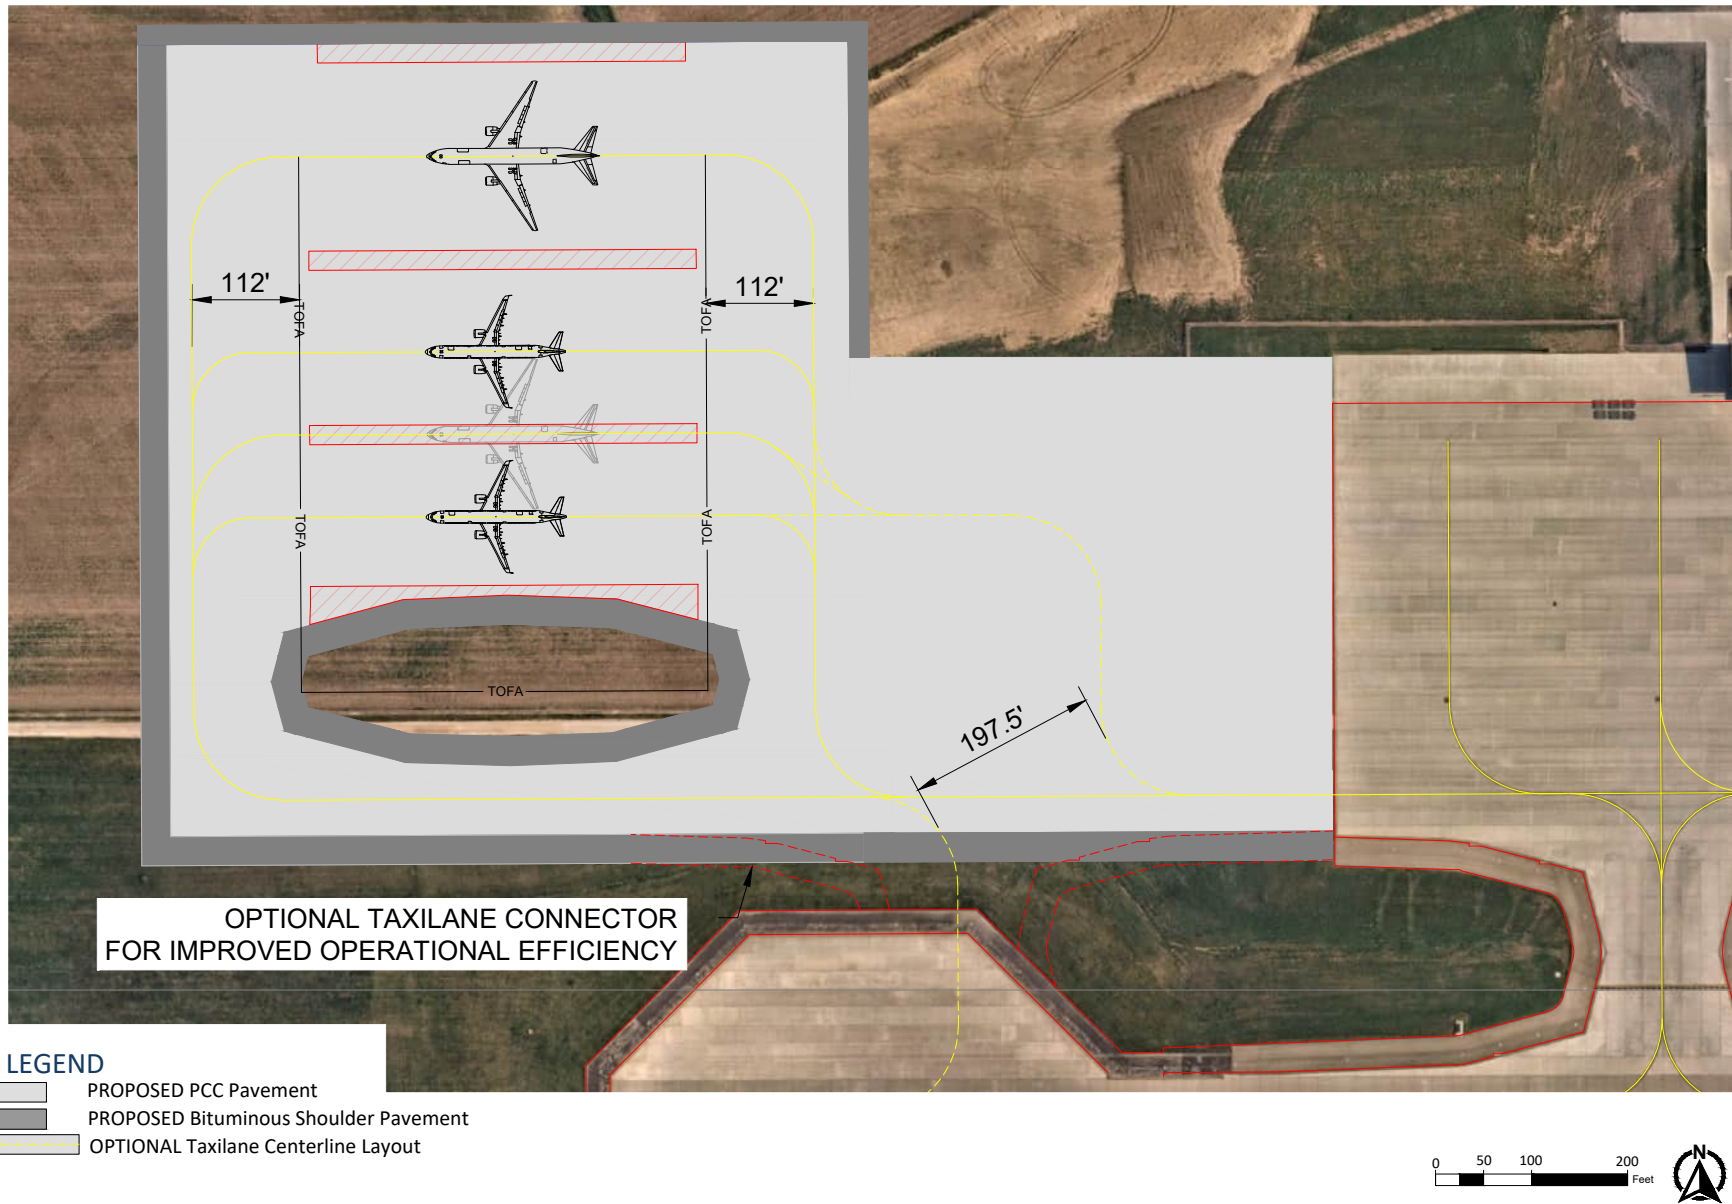 112'
112'
TOFA
TOFA
TOFA
TOFA
TOFA
197.5'
OPTIONAL TAXILANE CONNECTOR
FOR IMPROVED OPERATIONAL EFFICIENCY
LEGEND
PROPOSED PCC Pavement
PROPOSED Bituminous Shoulder Pavement
OPTIONAL Taxilane Centerline Layout
0 50 100 200
Feet
N